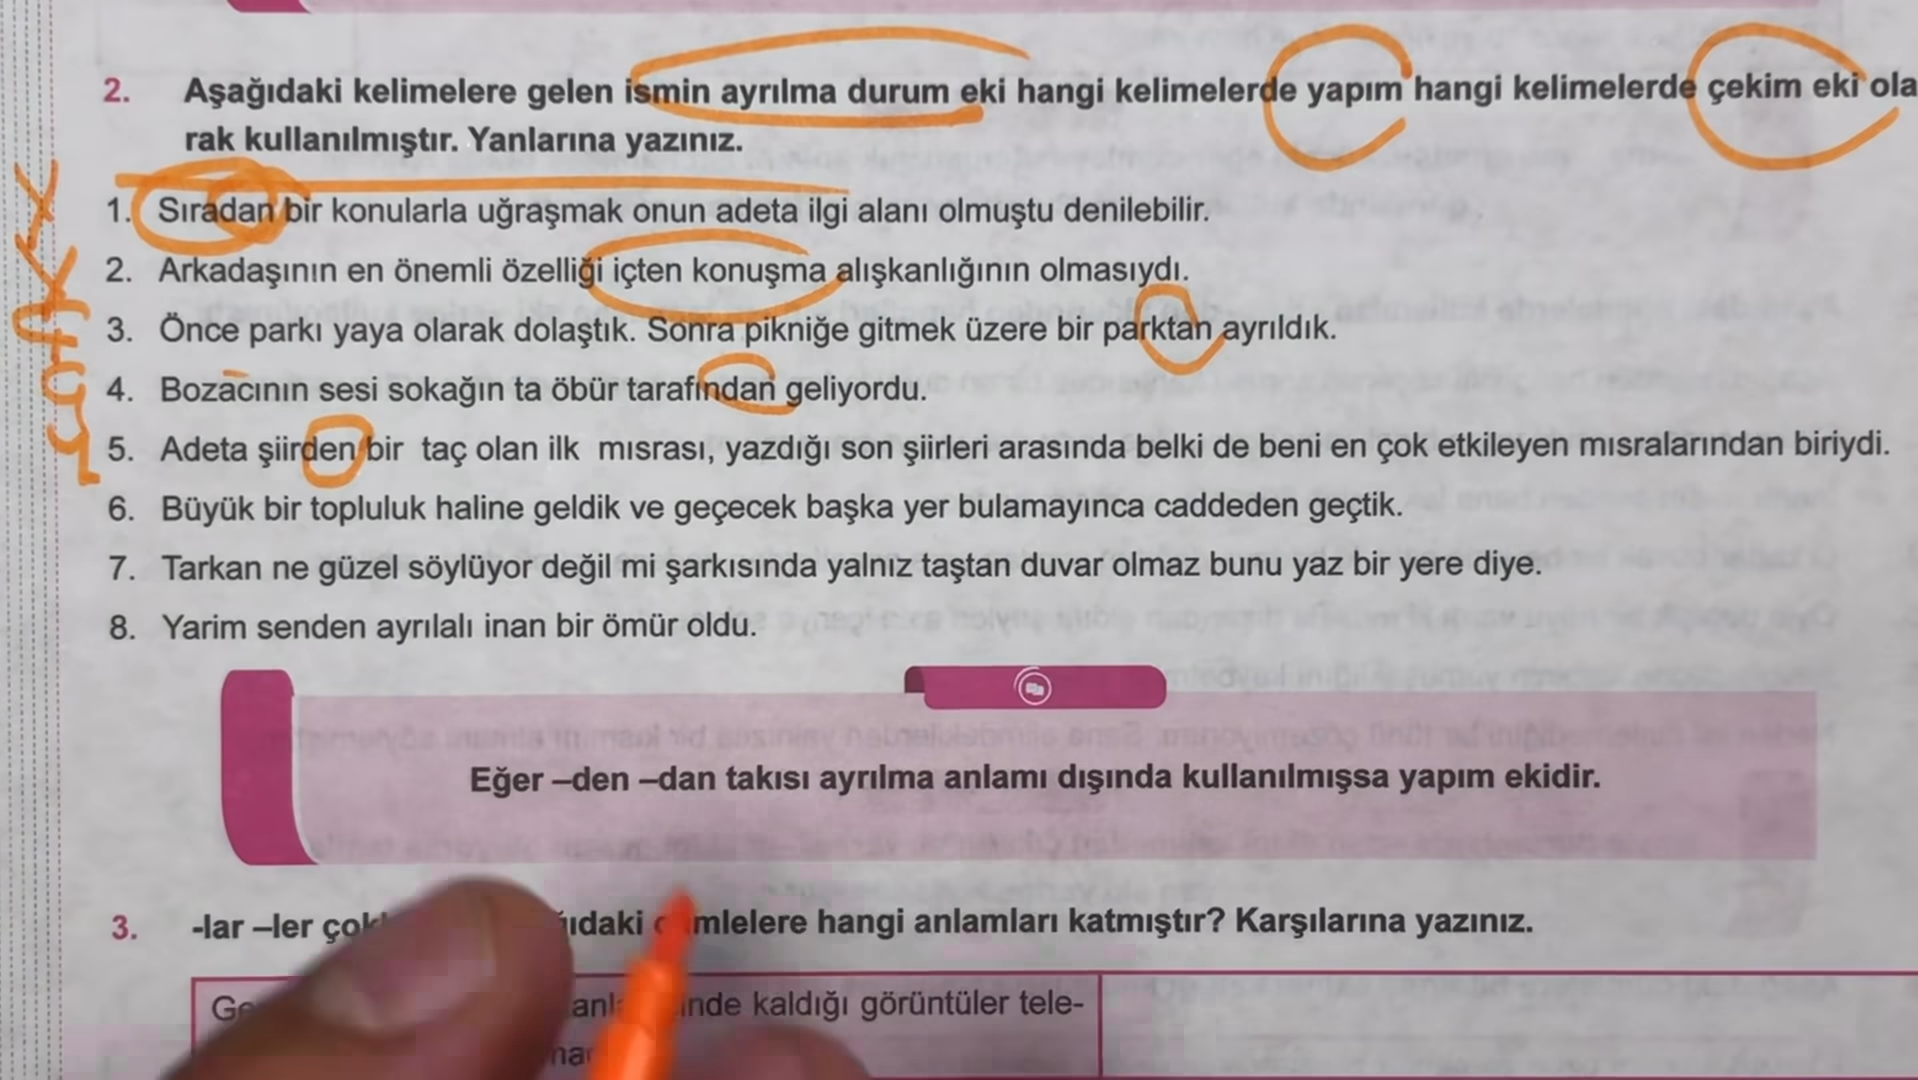 2. Aşağıdaki kelimelere gelen ismin ayrılma durum eki hangi kelimelerde yapım hangi kelimelerde çekim eki ola
rak kullanılmıştır. Yanlarına yazınız.
1. Sıradan bir konularla uğraşmak onun adeta ilgi alanı olmuştu denilebilir.
2. Arkadaşının en önemli özelliği içten konuşma alışkanlığının olmasıydı.
3. Önce parkı yaya olarak dolaştık. Sonra pikniğe gitmek üzere bir parktan ayrıldık.
4. Bozacının sesi sokağın ta öbür tarafından geliyordu.
5. Adeta şiirden bir taç olan ilk mısrası, yazdığı son şiirleri arasında belki de beni en çok etkileyen mısralarından biriydi.
6. Büyük bir topluluk haline geldik ve geçecek başka yer bulamayınca caddeden geçtik.
7. Tarkan ne güzel söylüyor değil mi şarkısında yalnız taştan duvar olmaz bunu yaz bir yere diye.
8. Yarim senden ayrılalı inan bir ömür oldu.
Eğer –den –dan takısı ayrılma anlamı dışında kullanılmışsa yapım ekidir.
3. -lar –ler mlelere hangi anlamları katmıştır? Karşılarına yazınız.
inde kaldığı görüntüler tele-